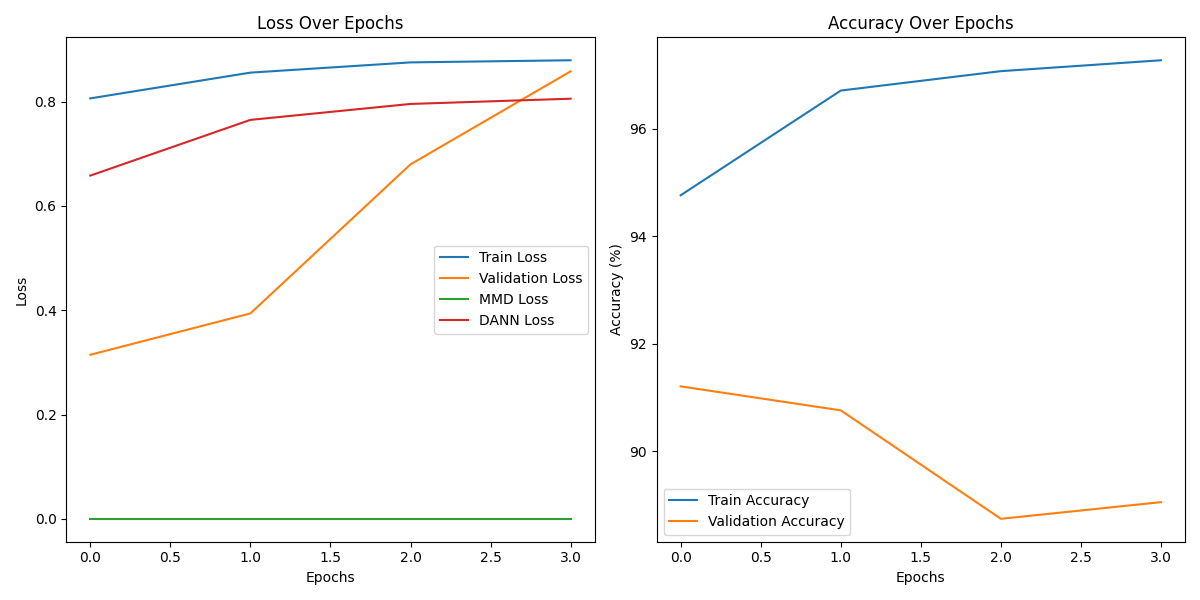 Loss Over Epochs
Loss
0.8
0.6
0.4
0.2
0.0
0.0 0.5 1.0 1.5 2.0 2.5 3.0
Epochs
Train Loss
Validation Loss
MMD Loss
DANN Loss
Accuracy Over Epochs
Accuracy (%)
96
94
92
90
0.0 0.5 1.0 1.5 2.0 2.5 3.0
Epochs
Train Accuracy
Validation Accuracy